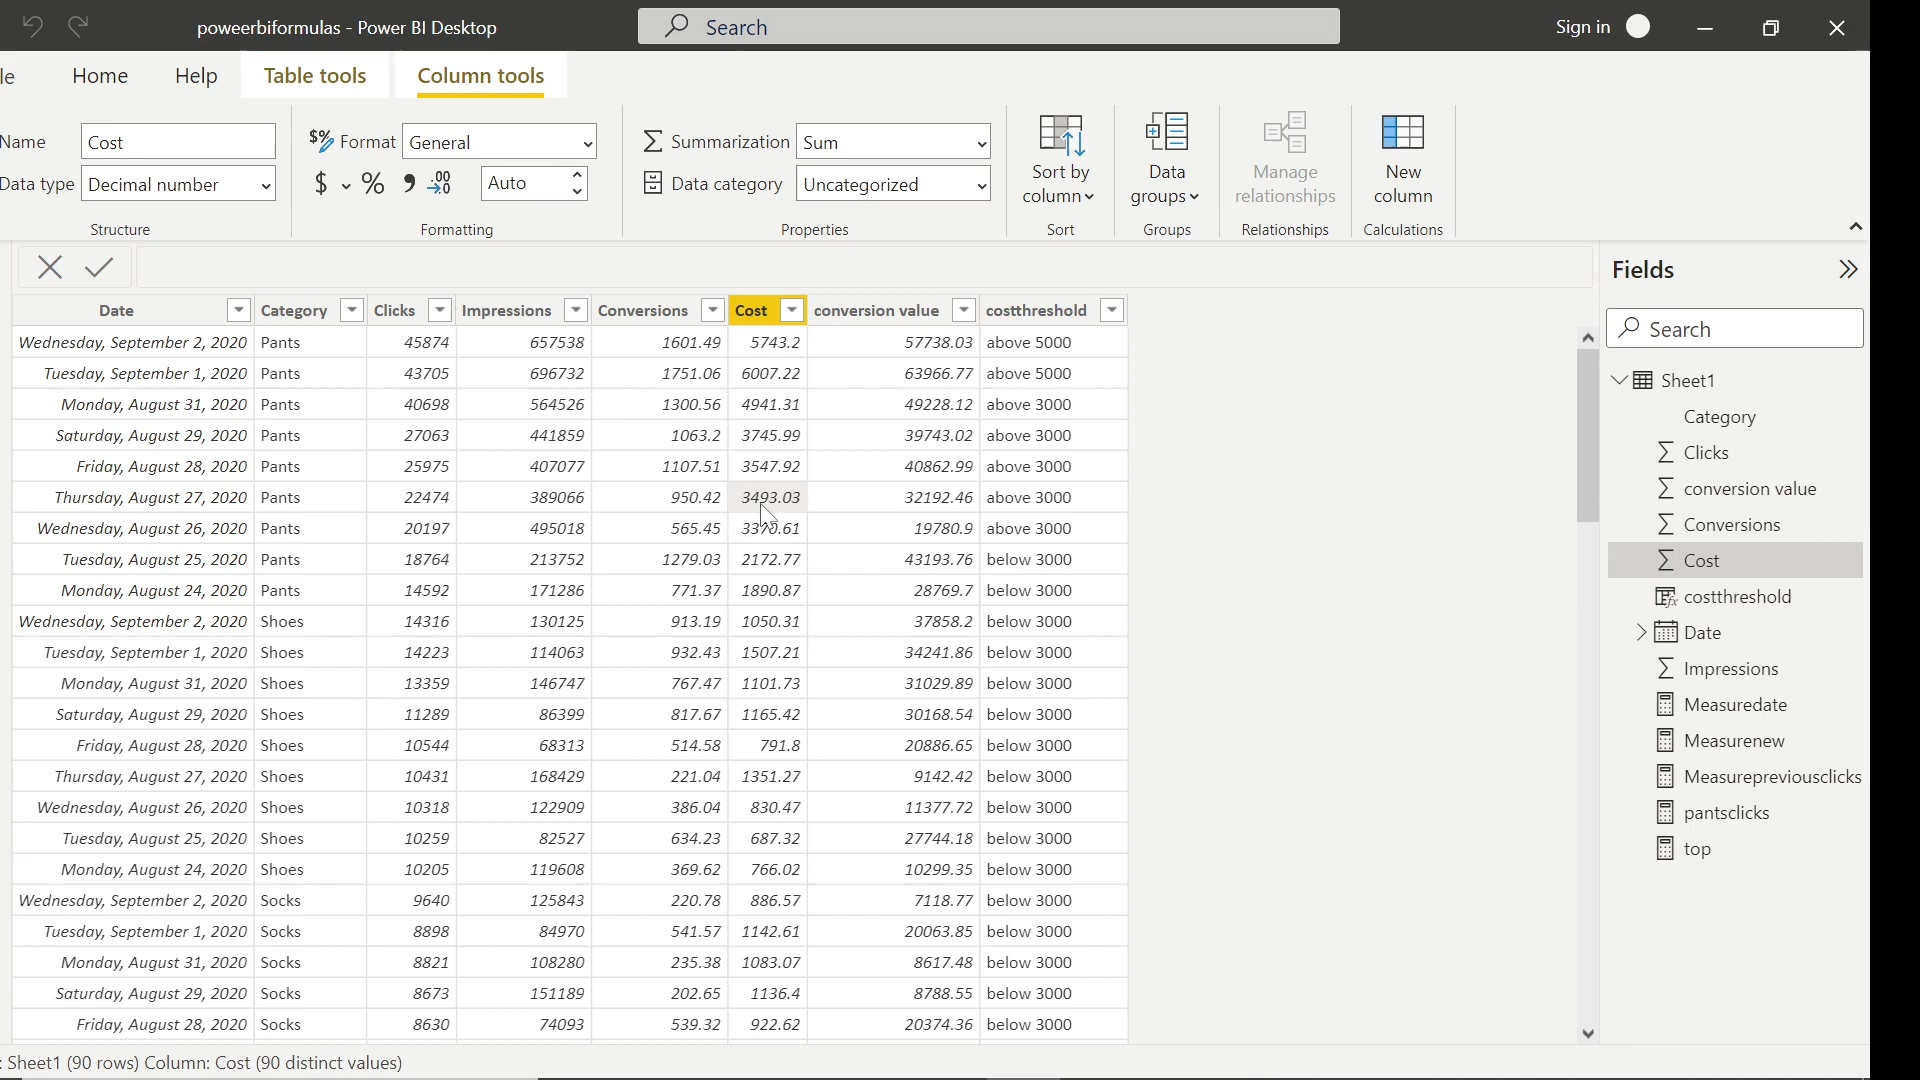 poweerbiformulas - Power BI Desktop
Search
Sign in
le
Home
Help
Table tools
Column tools
Name
Cost
Data type
Decimal number
Structure
$% Format
General
$ % , .00
Auto
Formatting
Summarization
Sum
Data category
Uncategorized
Properties
Sort by
column
Sort
Data
groups
Groups
Manage
relationships
Relationships
New
column
Calculations
Date Category Clicks Impressions Conversions Cost conversion value costthreshold
Wednesday, September 2, 2020 Pants 45874 657538 1601.49 5743.2 57738.03 above 5000
Tuesday, September 1, 2020 Pants 43705 696732 1751.06 6007.22 63966.77 above 5000
Monday, August 31, 2020 Pants 40698 564526 1300.56 4941.31 49228.12 above 3000
Saturday, August 29, 2020 Pants 27063 441859 1063.2 3745.99 39743.02 above 3000
Friday, August 28, 2020 Pants 25975 407077 1107.51 3547.92 40862.99 above 3000
Thursday, August 27, 2020 Pants 22474 389066 950.42 3493.03 32192.46 above 3000
Wednesday, August 26, 2020 Pants 20197 495018 565.45 3370.61 19780.9 above 3000
Tuesday, August 25, 2020 Pants 18764 213752 1279.03 2172.77 43193.76 below 3000
Monday, August 24, 2020 Pants 14592 171286 771.37 1890.87 28769.7 below 3000
Wednesday, September 2, 2020 Shoes 14316 130125 913.19 1050.31 37858.2 below 3000
Tuesday, September 1, 2020 Shoes 14223 114063 932.43 1507.21 34241.86 below 3000
Monday, August 31, 2020 Shoes 13359 146747 767.47 1101.73 31029.89 below 3000
Saturday, August 29, 2020 Shoes 11289 86399 817.67 1165.42 30168.54 below 3000
Friday, August 28, 2020 Shoes 10544 68313 514.58 791.8 20886.65 below 3000
Thursday, August 27, 2020 Shoes 10431 168429 221.04 1351.27 9142.42 below 3000
Wednesday, August 26, 2020 Shoes 10318 122909 386.04 830.47 11377.72 below 3000
Tuesday, August 25, 2020 Shoes 10259 82527 634.23 687.32 27744.18 below 3000
Monday, August 24, 2020 Shoes 10205 119608 369.62 766.02 10299.35 below 3000
Wednesday, September 2, 2020 Socks 9640 125843 220.78 886.57 7118.77 below 3000
Tuesday, September 1, 2020 Socks 8898 84970 541.57 1142.61 20063.85 below 3000
Monday, August 31, 2020 Socks 8821 108280 235.38 1083.07 8617.48 below 3000
Saturday, August 29, 2020 Socks 8673 151189 202.65 1136.4 8788.55 below 3000
Friday, August 28, 2020 Socks 8630 74093 539.32 922.62 20374.36 below 3000
Fields
Search
Sheet1
Category
Clicks
conversion value
Conversions
Cost
costthreshold
Date
Impressions
Measuredate
Measurenew
Measurepreviousclicks
pantsclicks
top
: Sheet1 (90 rows) Column: Cost (90 distinct values)